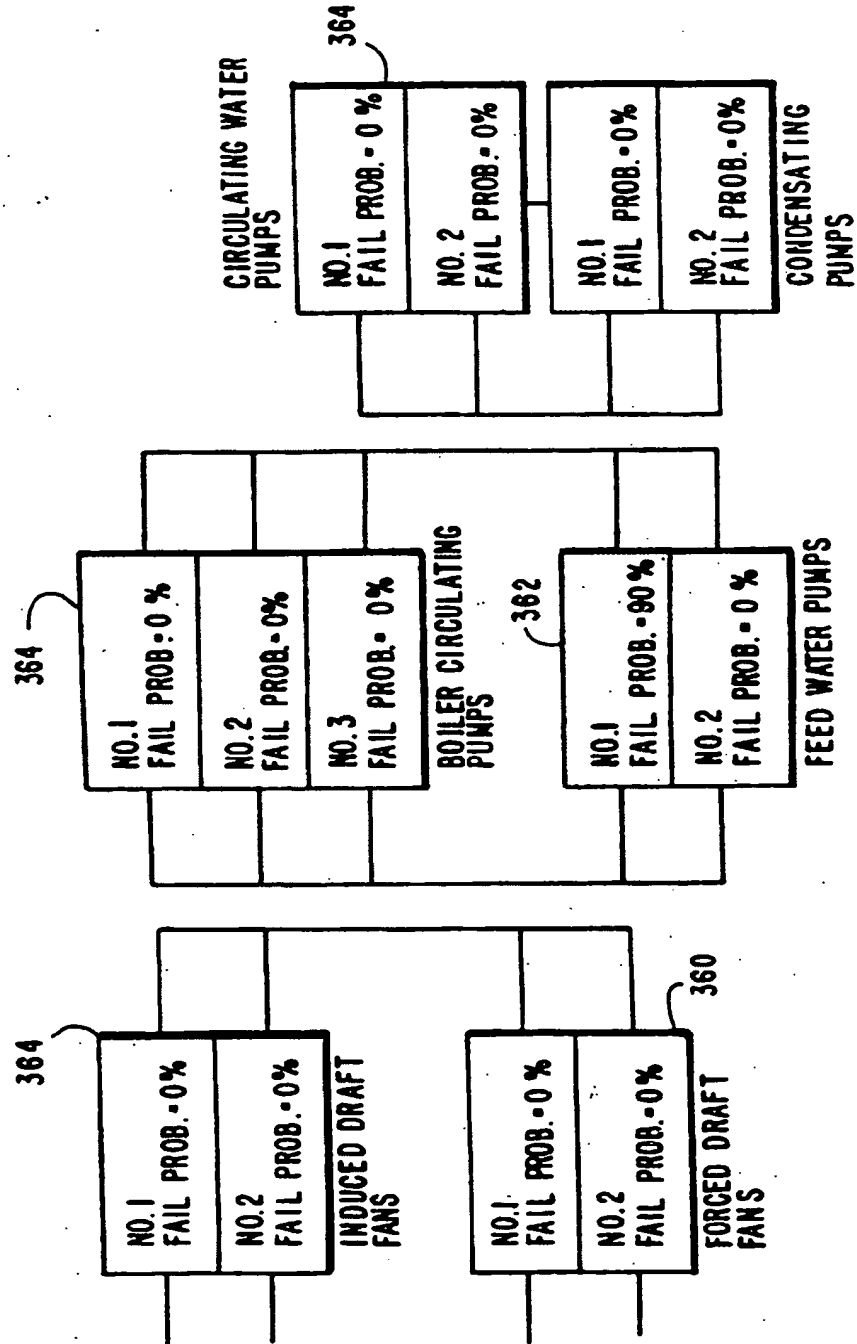 364
NO.1
FAIL PROB.=0%
NO.2
FAIL PROB.=0%
INDUCED DRAFT
FANS
NO.1
FAIL PROB.=0%
NO.2
FAIL PROB.=0%
360
FORCED DRAFT
FANS
364
NO.1
FAIL PROB.=0%
NO.2
FAIL PROB.=0%
NO.3
FAIL PROB.=0%
BOILER CIRCULATING
PUMPS
362
NO.1
FAIL PROB.=90%
NO.2
FAIL PROB.=0%
FEED WATER PUMPS
CIRCULATING WATER
PUMPS
364
NO.1
FAIL PROB.=0%
NO.2
FAIL PROB.=0%
NO.1
FAIL PROB.=0%
NO.2
FAIL PROB.=0%
CONDENSATING
PUMPS